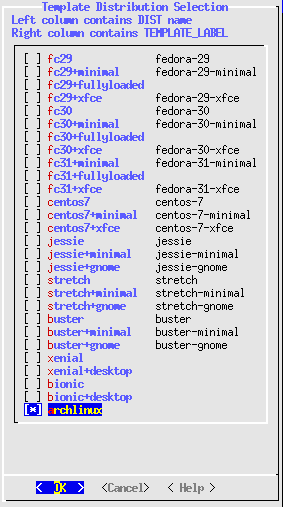 Template Distribution Selection
Left column contains DIST name
Right column contains TEMPLATE_LABEL
[ ] fc29 fedora-29
[ ] fc29+minimal fedora-29-minimal
[ ] fc29+fullyloaded
[ ] fc29+xfce fedora-29-xfce
[ ] fc30 fedora-30
[ ] fc30+minimal fedora-30-minimal
[ ] fc30+fullyloaded
[ ] fc30+xfce fedora-30-xfce
[ ] fc31+minimal fedora-31-minimal
[ ] fc31+fullyloaded
[ ] fc31+xfce fedora-31-xfce
[ ] centos7 centos-7
[ ] centos7+minimal centos-7-minimal
[ ] centos7+xfce centos-7-xfce
[ ] jessie jessie
[ ] jessie+minimal jessie-minimal
[ ] jessie+gnome jessie-gnome
[ ] stretch stretch
[ ] stretch+minimal stretch-minimal
[ ] stretch+gnome stretch-gnome
[ ] buster buster
[ ] buster+minimal buster-minimal
[ ] buster+gnome buster-gnome
[ ] xenial
[ ] xenial+desktop
[ ] bionic
[ ] bionic+desktop
[*] archlinux
< OK > <Cancel> < Help >